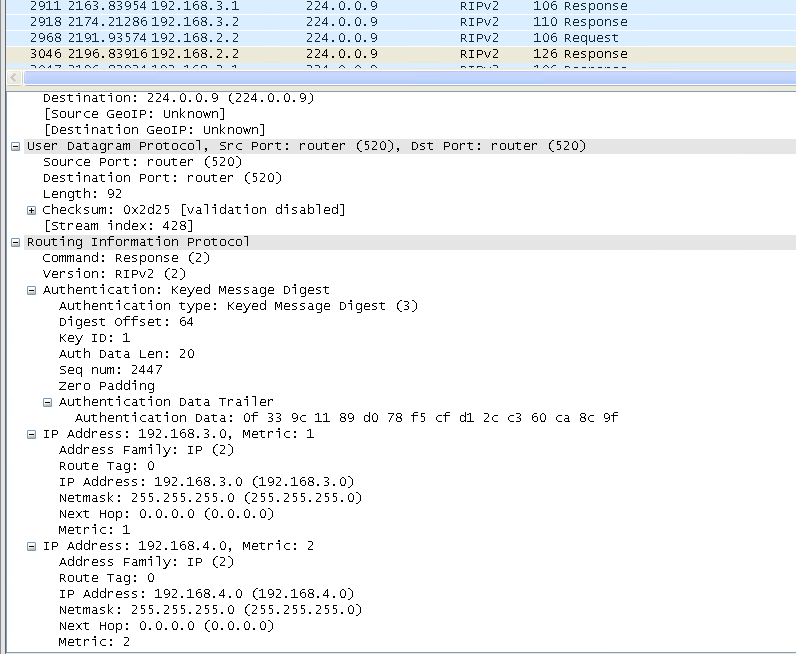 2911 2163.83954 192.168.3.1 224.0.0.9 RIPv2 106 Response
2918 2174.21286 192.168.3.2 224.0.0.9 RIPv2 110 Response
2968 2191.93574 192.168.2.2 224.0.0.9 RIPv2 106 Request
3046 2196.83916 192.168.2.2 224.0.0.9 RIPv2 126 Response
Destination: 224.0.0.9 (224.0.0.9)
[Source GeoIP: Unknown]
[Destination GeoIP: Unknown]
User Datagram Protocol, Src Port: router (520), Dst Port: router (520)
Source Port: router (520)
Destination Port: router (520)
Length: 92
Checksum: 0x2d25 [validation disabled]
[Stream index: 428]
Routing Information Protocol
Command: Response (2)
Version: RIPv2 (2)
Authentication: Keyed Message Digest
Authentication type: Keyed Message Digest (3)
Digest Offset: 64
Key ID: 1
Auth Data Len: 20
Seq num: 2447
Zero Padding
Authentication Data Trailer
Authentication Data: 0f 33 9c 11 89 d0 78 f5 cf d1 2c c3 60 ca 8c 9f
IP Address: 192.168.3.0, Metric: 1
Address Family: IP (2)
Route Tag: 0
IP Address: 192.168.3.0 (192.168.3.0)
Netmask: 255.255.255.0 (255.255.255.0)
Next Hop: 0.0.0.0 (0.0.0.0)
Metric: 1
IP Address: 192.168.4.0, Metric: 2
Address Family: IP (2)
Route Tag: 0
IP Address: 192.168.4.0 (192.168.4.0)
Netmask: 255.255.255.0 (255.255.255.0)
Next Hop: 0.0.0.0 (0.0.0.0)
Metric: 2